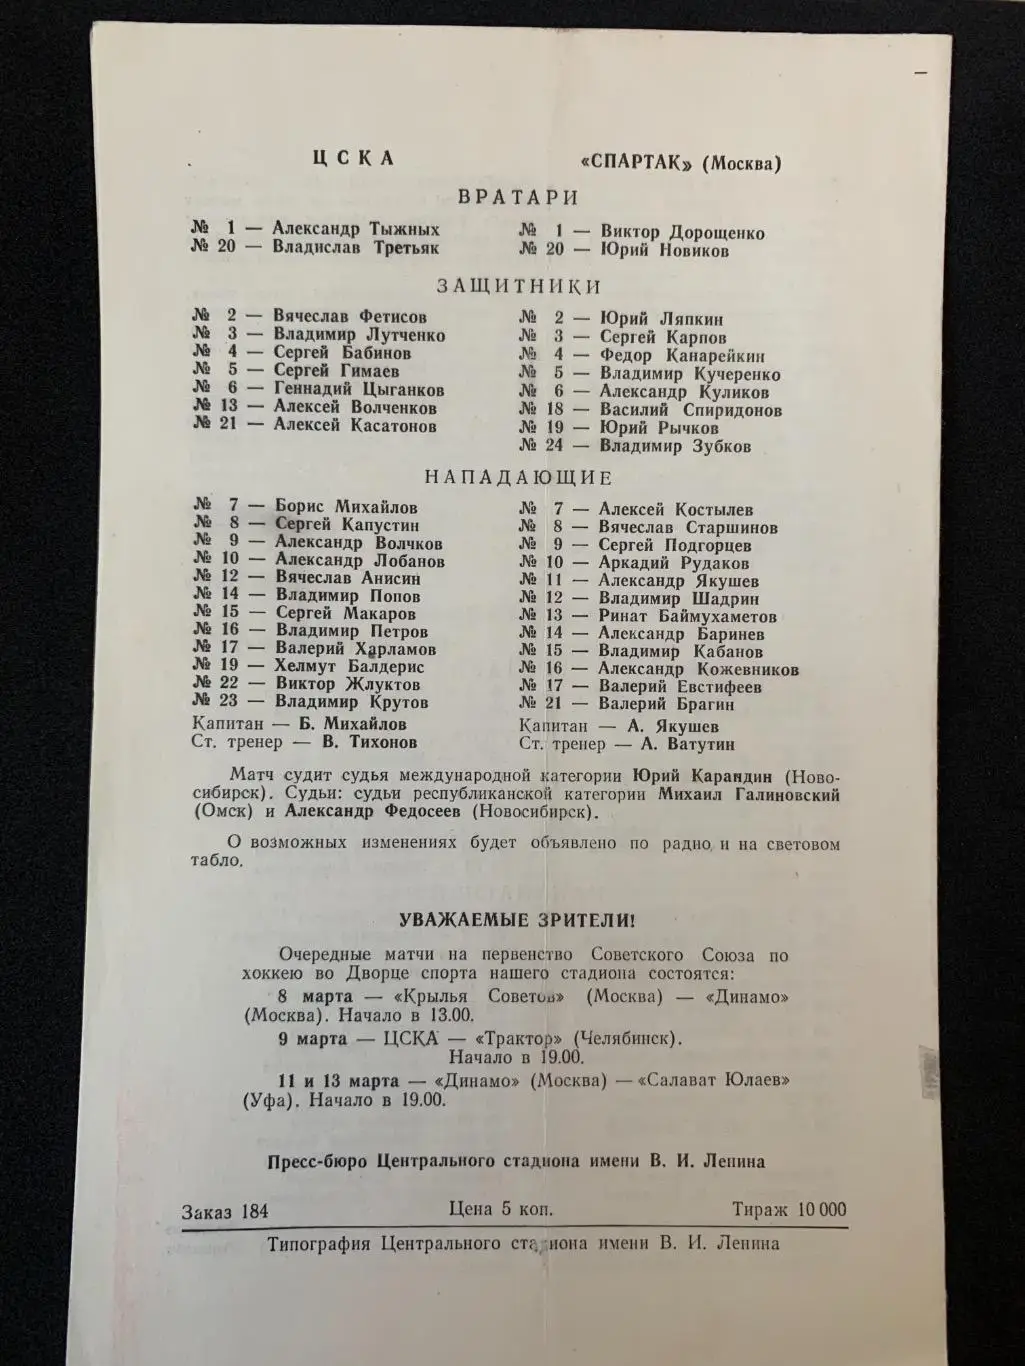 ЦСКА «СПАРТАК» (Москва)
ВРАТАРИ
№ 1 — Александр Тыжных № 1 — Виктор Дорощенко
№ 20 — Владислав Третьяк № 20 — Юрий Новиков
ЗАЩИТНИКИ
№ 2 — Вячеслав Фетисов № 2 — Юрий Ляпкин
№ 3 — Владимир Лутченко № 3 — Сергей Карпов
№ 4 — Сергей Бабинов № 4 — Федор Канарейкин
№ 5 — Сергей Гимаев № 5 — Владимир Кучеренко
№ 6 — Геннадий Цыганков № 6 — Александр Куликов
№ 13 — Алексей Волченков № 18 — Василий Спиридонов
№ 21 — Алексей Касатонов № 19 — Юрий Рычков
№ 24 — Владимир Зубков
НАПАДАЮЩИЕ
№ 7 — Борис Михайлов № 7 — Алексей Костылев
№ 8 — Сергей Капустин № 8 — Вячеслав Старшинов
№ 9 — Александр Волчков № 9 — Сергей Подгорцев
№ 10 — Александр Лобанов № 10 — Аркадий Рудаков
№ 12 — Вячеслав Анисин № 11 — Александр Якушев
№ 14 — Владимир Попов № 12 — Владимир Шадрин
№ 15 — Сергей Макаров № 13 — Ринат Баймухаметов
№ 16 — Владимир Петров № 14 — Александр Баринев
№ 17 — Валерий Харламов № 15 — Владимир Кабанов
№ 19 — Хелмут Балдерис № 16 — Александр Кожевников
№ 22 — Виктор Жлуктов № 17 — Валерий Евстифеев
№ 23 — Владимир Крутов № 21 — Валерий Брагин
Капитан — Б. Михайлов Капитан — А. Якушев
Ст. тренер — В. Тихонов Ст. тренер — А. Ватутин
Матч судит судья международной категории Юрий Карандин (Ново-
сибирск). Судьи: судьи республиканской категории Михаил Галиновский
(Омск) и Александр Федосеев (Новосибирск).
О возможных изменениях будет объявлено по радио и на световом
табло.
УВАЖАЕМЫЕ ЗРИТЕЛИ!
Очередные матчи на первенство Советского Союза по
хоккею во Дворце спорта нашего стадиона состоятся:
8 марта — «Крылья Советов» (Москва) — «Динамо»
(Москва). Начало в 13.00.
9 марта — ЦСКА — «Трактор» (Челябинск).
Начало в 19.00.
11 и 13 марта — «Динамо» (Москва) — «Салават Юлаев»
(Уфа). Начало в 19.00.
Пресс-бюро Центрального стадиона имени В. И. Ленина
Заказ 184 Цена 5 коп. Тираж 10 000
Типография Центрального стадиона имени В. И. Ленина